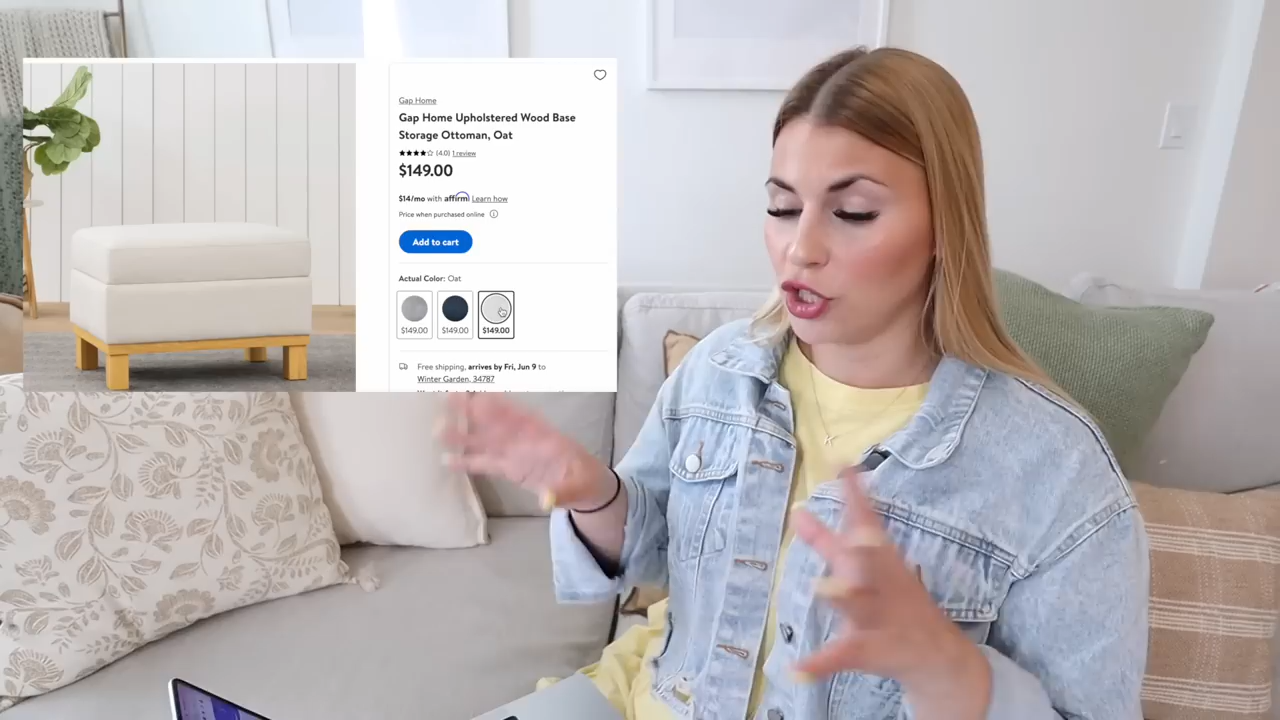 Gap Home
Gap Home Upholstered Wood Base
Storage Ottoman, Oat
(4.0) 1 review
$149.00
$14/mo with affirm Learn how
Price when purchased online
Add to cart
Actual Color: Oat
$149.00 $149.00 $149.00
Free shipping, arrives by Fri, Jun 9 to
Winter Garden, 34787
K